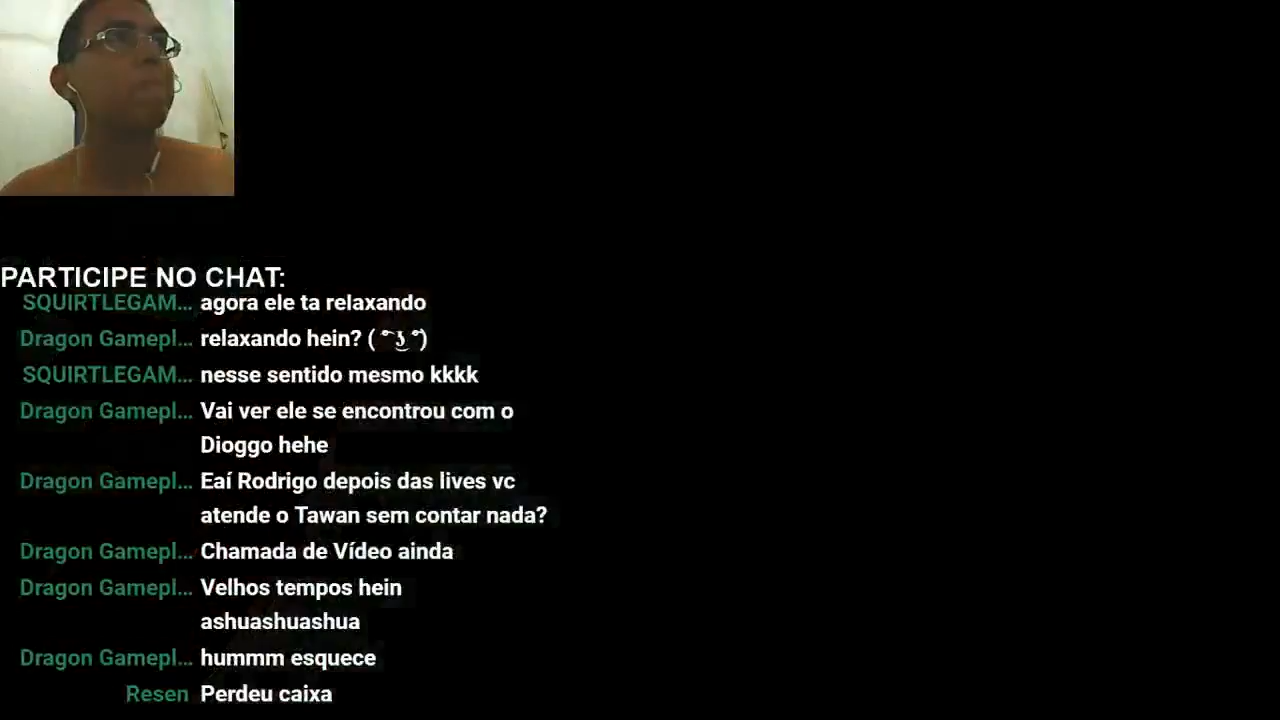 PARTICIPE NO CHAT:
SQUIRTLEGAM... agora ele ta relaxando
Dragon Gamepl... relaxando hein? ( ͡° ͜ʖ ͡°)
SQUIRTLEGAM... nesse sentido mesmo kkkk
Dragon Gamepl... Vai ver ele se encontrou com o
Dioggo hehe
Dragon Gamepl... Eaí Rodrigo depois das lives vc
atende o Tawan sem contar nada?
Dragon Gamepl... Chamada de Vídeo ainda
Dragon Gamepl... Velhos tempos hein
ashuashuashua
Dragon Gamepl... hummm esquece
Resen Perdeu caixa